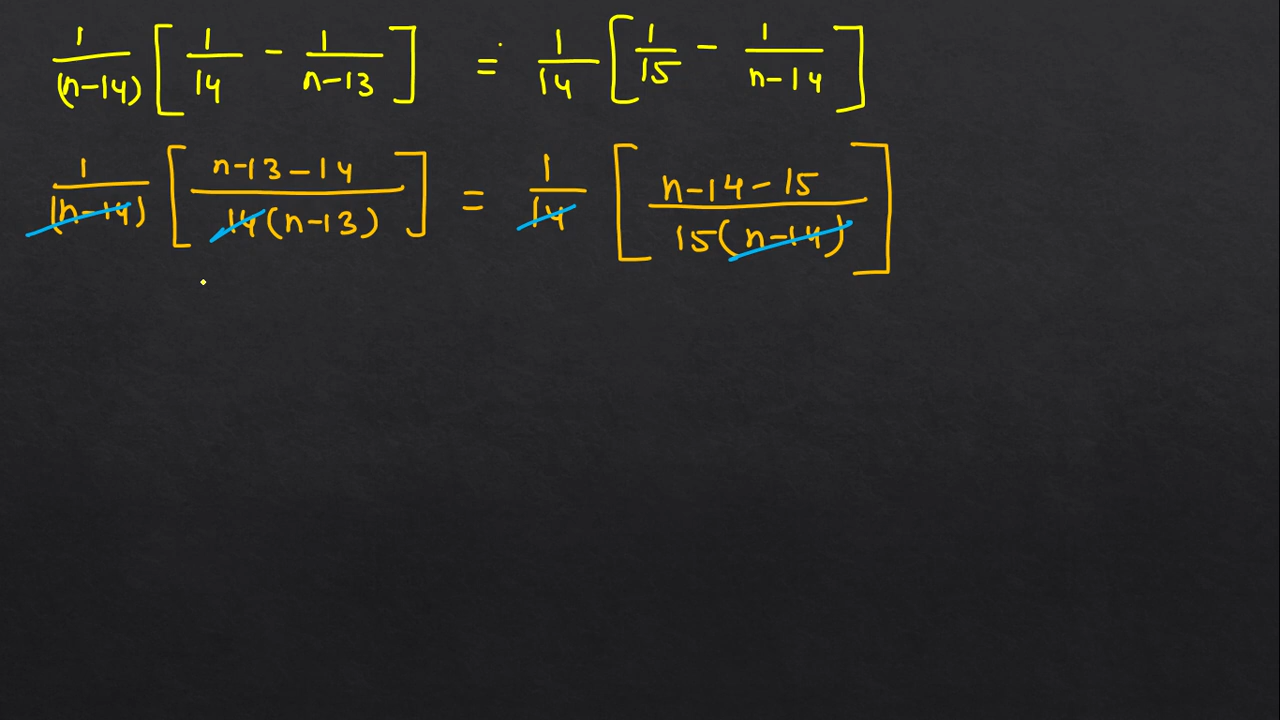 1/(n-14) [1/14 - 1/(n-13)] = 1/14 [1/15 - 1/(n-14)]
1/(n-14) [(n-13-14)/(14(n-13))] = 1/14 [(n-14-15)/(15(n-14))]